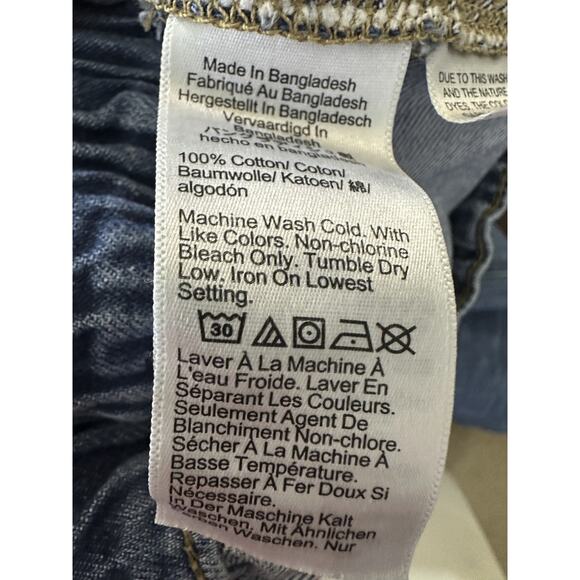 Made In Bangladesh
Fabriqué Au Bangladesh
Hergestellt In Bangladesch
Vervaardigd In
Bangladesh
hecho en
100% Cotton/ Coton/
Baumwolle/ Katoen/ 綿/
algodón
Machine Wash Cold. With
Like Colors. Non-chlorine
Bleach Only. Tumble Dry
Low. Iron On Lowest
Setting.
30
Laver À La Machine À
L'eau Froide. Laver En
Séparant Les Couleurs.
Seulement Agent De
Blanchiment Non-chlore.
Sécher À La Machine À
Basse Température.
Repasser À Fer Doux Si
Nécessaire.
In Der Maschine Kalt
Waschen. Mit Ähnlichen
Waschen. Nur
DUE TO THIS WASH
AND THE NATURE
DYES, THE